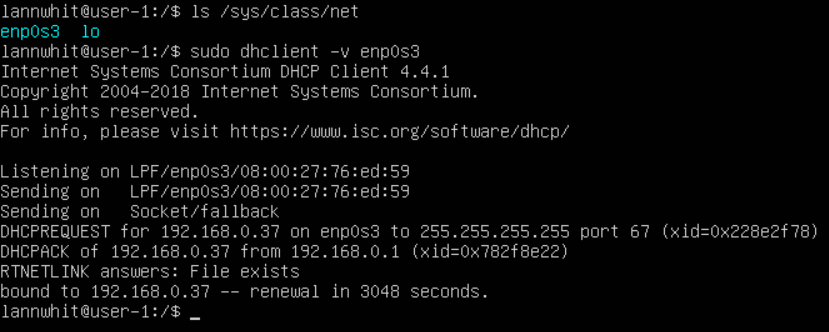 lannwhit@user-1:/$ ls /sys/class/net
enp0s3  lo
lannwhit@user-1:/$ sudo dhclient -v enp0s3
Internet Systems Consortium DHCP Client 4.4.1
Copyright 2004-2018 Internet Systems Consortium.
All rights reserved.
For info, please visit https://www.isc.org/software/dhcp/

Listening on LPF/enp0s3/08:00:27:76:ed:59
Sending on   LPF/enp0s3/08:00:27:76:ed:59
Sending on   Socket/fallback
DHCPREQUEST for 192.168.0.37 on enp0s3 to 255.255.255.255 port 67 (xid=0x228e2f78)
DHCPACK of 192.168.0.37 from 192.168.0.1 (xid=0x782f8e22)
RTNETLINK answers: File exists
bound to 192.168.0.37 -- renewal in 3048 seconds.
lannwhit@user-1:/$ _